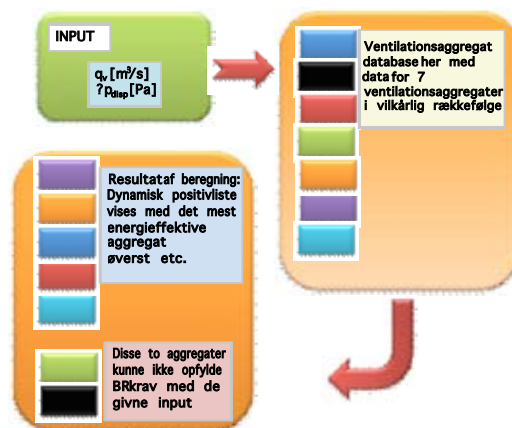 INPUT
qv [m³/s]
?pdisp [Pa]
Ventilationsaggregat
database her med
data for 7
ventilationsaggregater
i vilkårlig rækkefølge
Resultat af beregning:
Dynamisk positivliste
vises med det mest
energieffektive
aggregat
øverst etc.
Disse to aggregater
kunne ikke opfylde
BRkrav med de
givne input